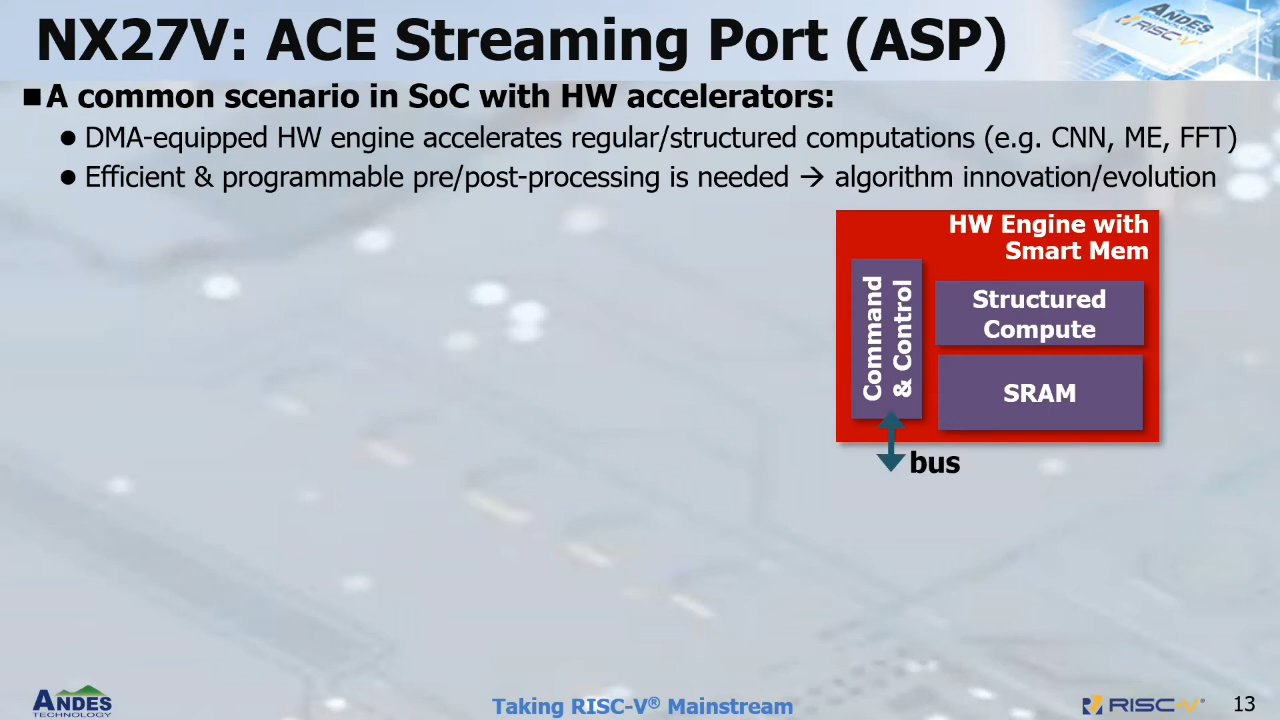 NX27V: ACE Streaming Port (ASP)
ANDES
RISC-V
A common scenario in SoC with HW accelerators:
DMA-equipped HW engine accelerates regular/structured computations (e.g. CNN, ME, FFT)
Efficient & programmable pre/post-processing is needed → algorithm innovation/evolution
HW Engine with
Smart Mem
Command
& Control
Structured
Compute
SRAM
bus
ANDES
TECHNOLOGY
Taking RISC-V® Mainstream
RISC-V®
13